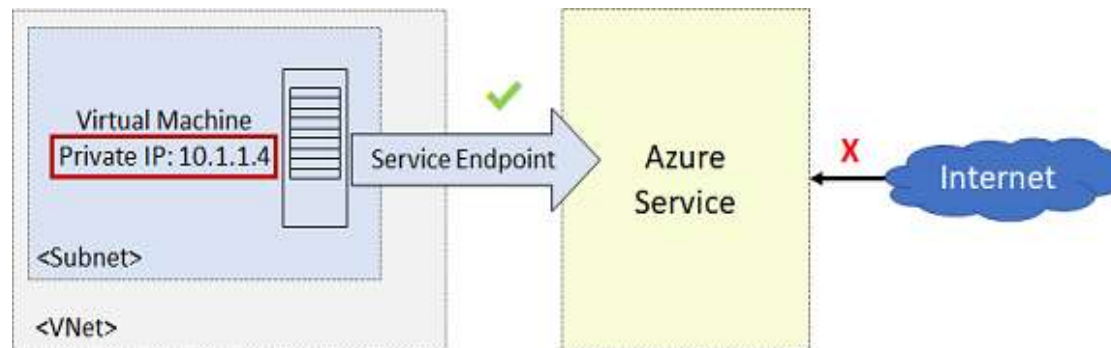 Virtual Machine
Private IP: 10.1.1.4
<Subnet>
<VNet>
Service Endpoint
Azure
Service
X
Internet